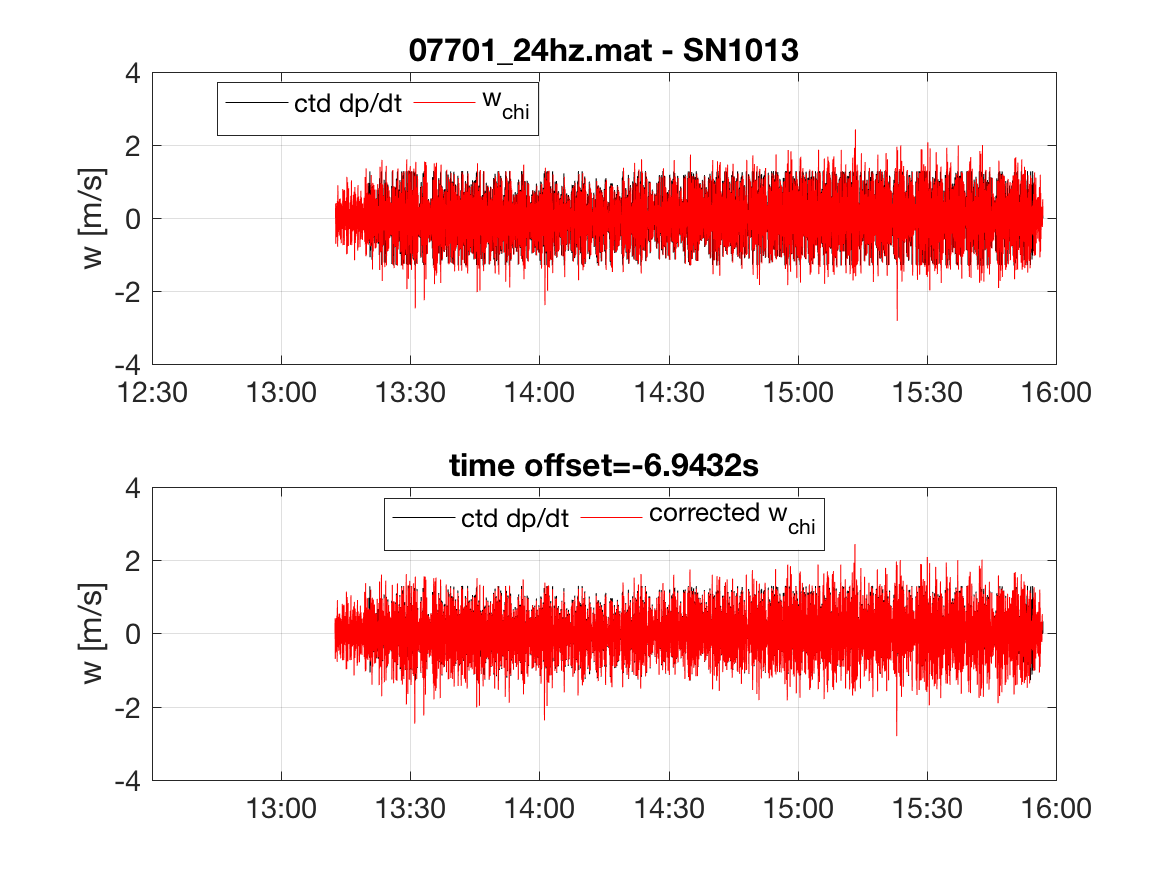 07701_24hz.mat - SN1013
4
ctd dp/dt w_chi
2
0
-2
-4
w [m/s]
12:30 13:00 13:30 14:00 14:30 15:00 15:30 16:00
time offset=-6.9432s
4
ctd dp/dt corrected w_chi
2
0
-2
-4
w [m/s]
13:00 13:30 14:00 14:30 15:00 15:30 16:00